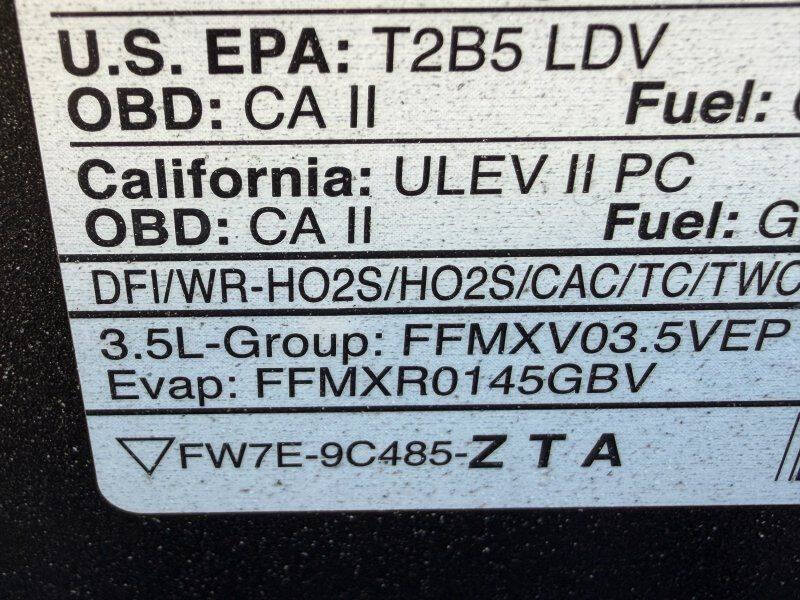 U.S. EPA: T2B5 LDV
OBD: CA II Fuel:
California: ULEV II PC
OBD: CA II Fuel: G
DFI/WR-HO2S/HO2S/CAC/TC/TWC
3.5L-Group: FFMXV03.5VEP
Evap: FFMXR0145GBV
FW7E-9C485-ZTA